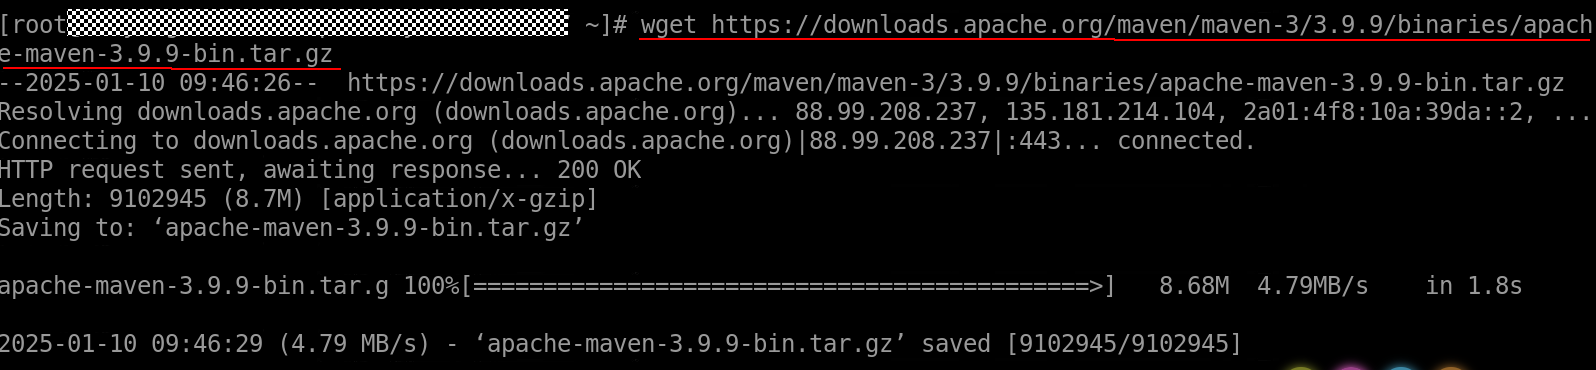 [root ~]# wget https://downloads.apache.org/maven/maven-3/3.9.9/binaries/apach
e-maven-3.9.9-bin.tar.gz
--2025-01-10 09:46:26--  https://downloads.apache.org/maven/maven-3/3.9.9/binaries/apache-maven-3.9.9-bin.tar.gz
Resolving downloads.apache.org (downloads.apache.org)... 88.99.208.237, 135.181.214.104, 2a01:4f8:10a:39da::2, ...
Connecting to downloads.apache.org (downloads.apache.org)|88.99.208.237|:443... connected.
HTTP request sent, awaiting response... 200 OK
Length: 9102945 (8.7M) [application/x-gzip]
Saving to: ‘apache-maven-3.9.9-bin.tar.gz’
apache-maven-3.9.9-bin.tar.g 100%[============================================>]   8.68M  4.79MB/s    in 1.8s
2025-01-10 09:46:29 (4.79 MB/s) - ‘apache-maven-3.9.9-bin.tar.gz’ saved [9102945/9102945]